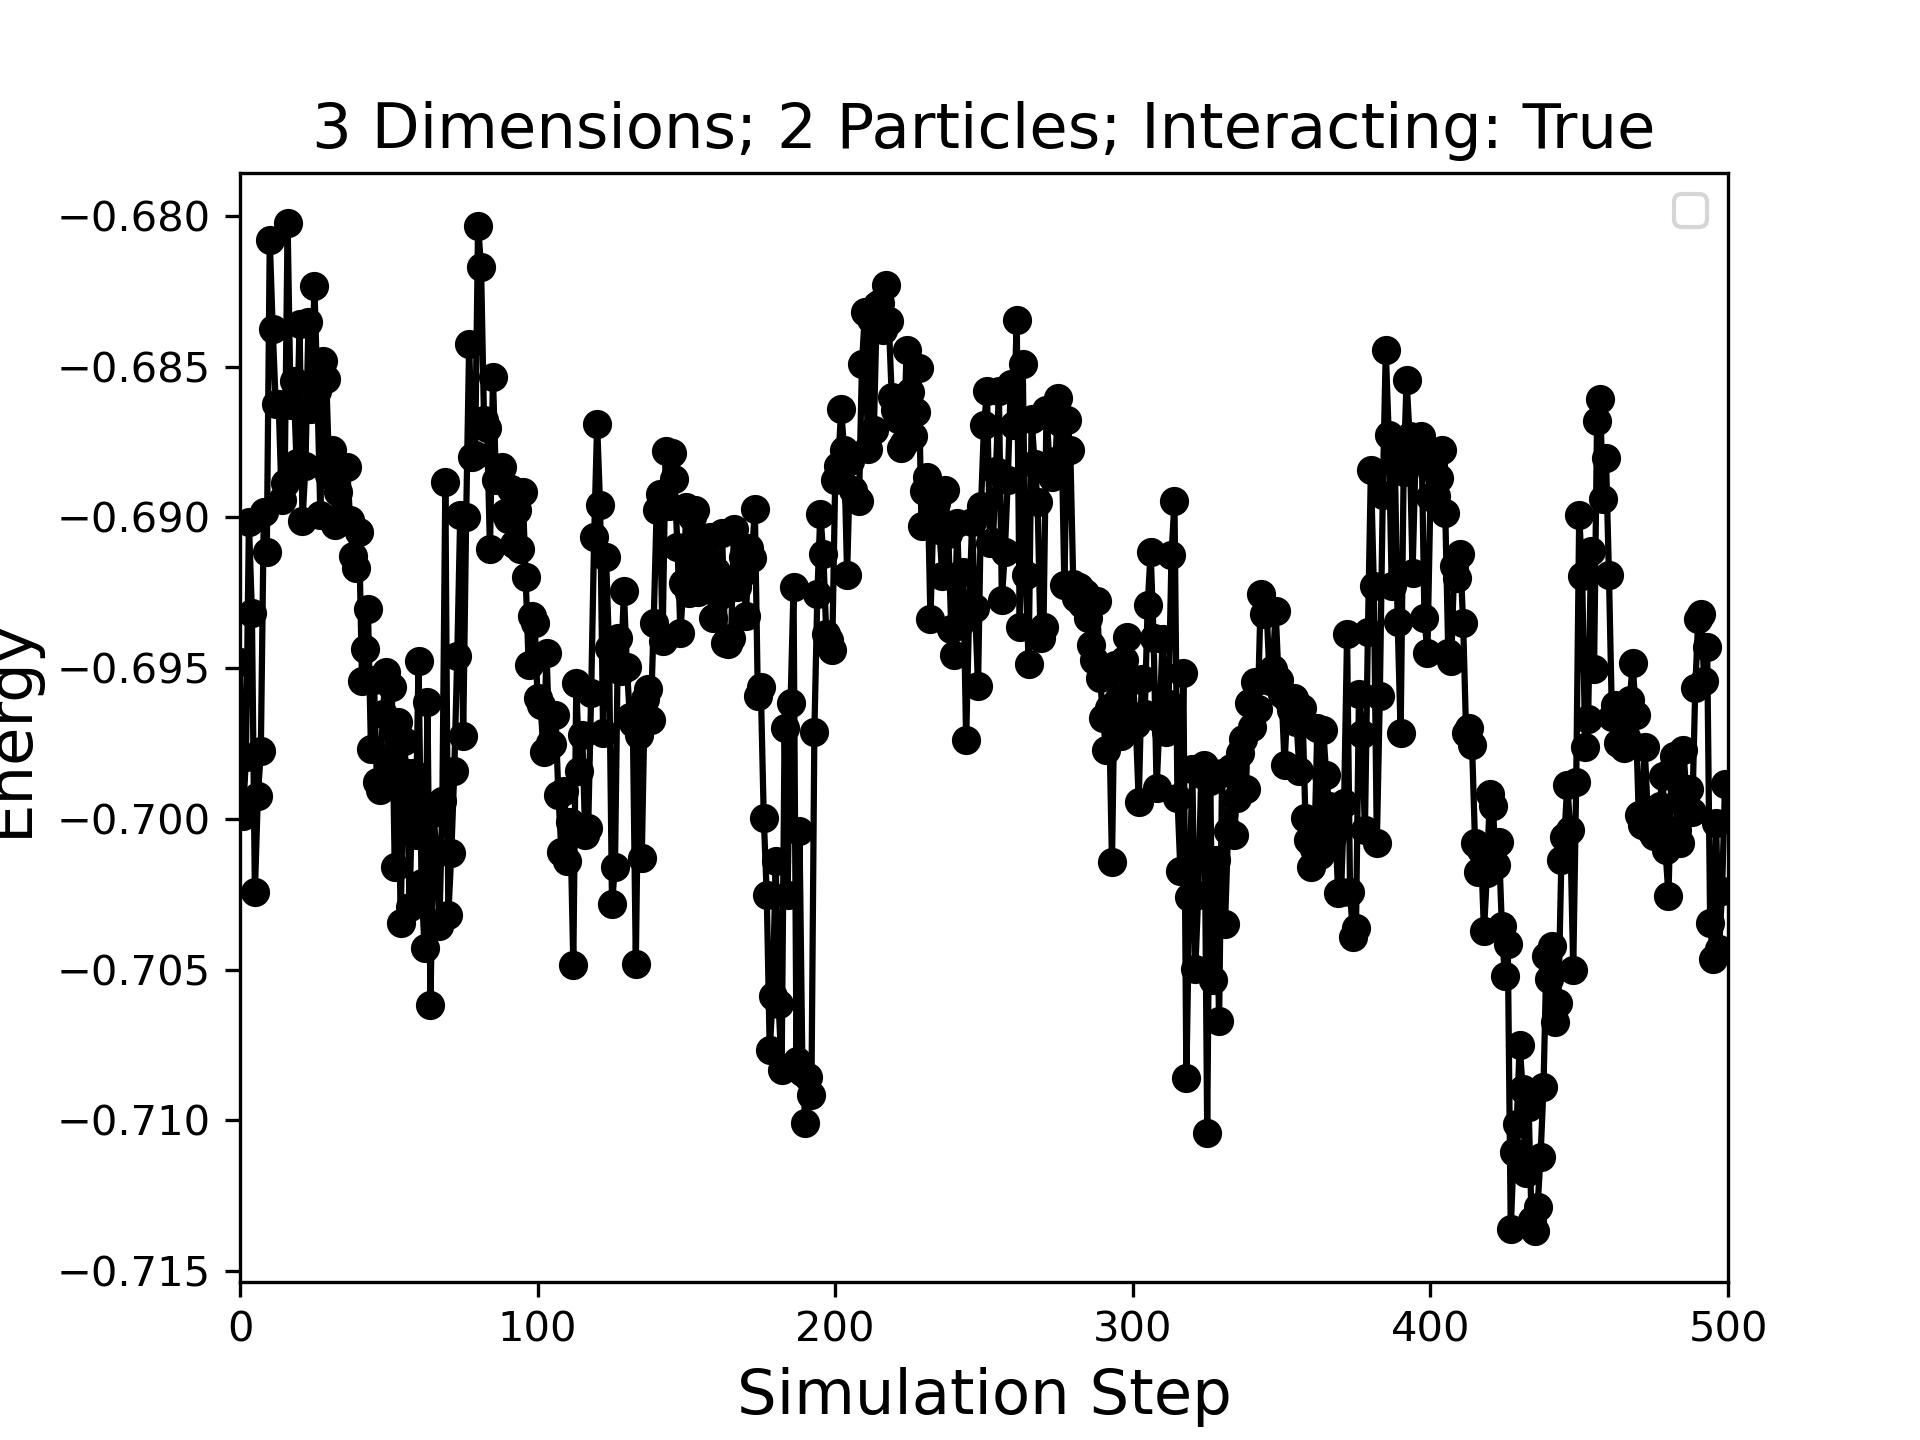 3 Dimensions; 2 Particles; Interacting: True
−0.680
−0.685
−0.690
−0.695
−0.700
−0.705
−0.710
−0.715
Energy
0 100 200 300 400 500
Simulation Step